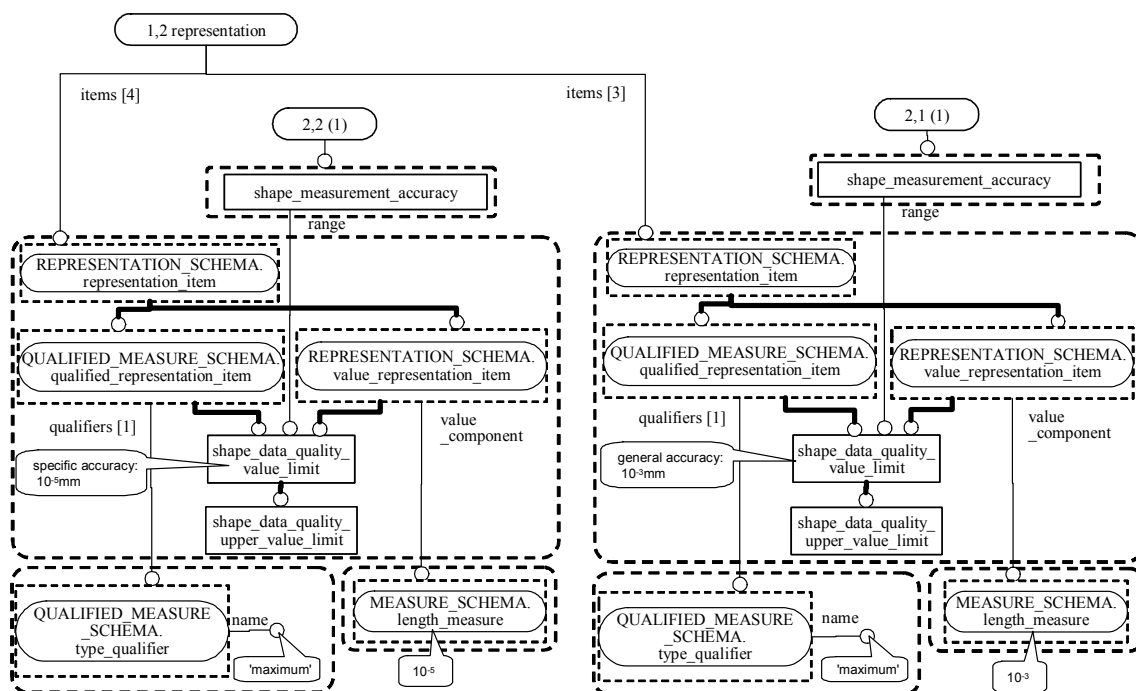 1,2 representation
items [4]
items [3]
2,2 (1)
2,1 (1)
shape_measurement_accuracy
range
shape_measurement_accuracy
range
REPRESENTATION_SCHEMA.
representation_item
QUALIFIED_MEASURE_SCHEMA.
qualified_representation_item
REPRESENTATION_SCHEMA.
value_representation_item
qualifiers [1]
value
_component
specific accuracy:
10-5mm
shape_data_quality_
value_limit
shape_data_quality_
upper_value_limit
QUALIFIED_MEASURE
_SCHEMA.
type_qualifier
name
'maximum'
MEASURE_SCHEMA.
length_measure
10-5
REPRESENTATION_SCHEMA.
representation_item
QUALIFIED_MEASURE_SCHEMA.
qualified_representation_item
REPRESENTATION_SCHEMA.
value_representation_item
qualifiers [1]
value
_component
general accuracy:
10-3mm
shape_data_quality_
value_limit
shape_data_quality_
upper_value_limit
QUALIFIED_MEASURE
_SCHEMA.
type_qualifier
name
'maximum'
MEASURE_SCHEMA.
length_measure
10-3